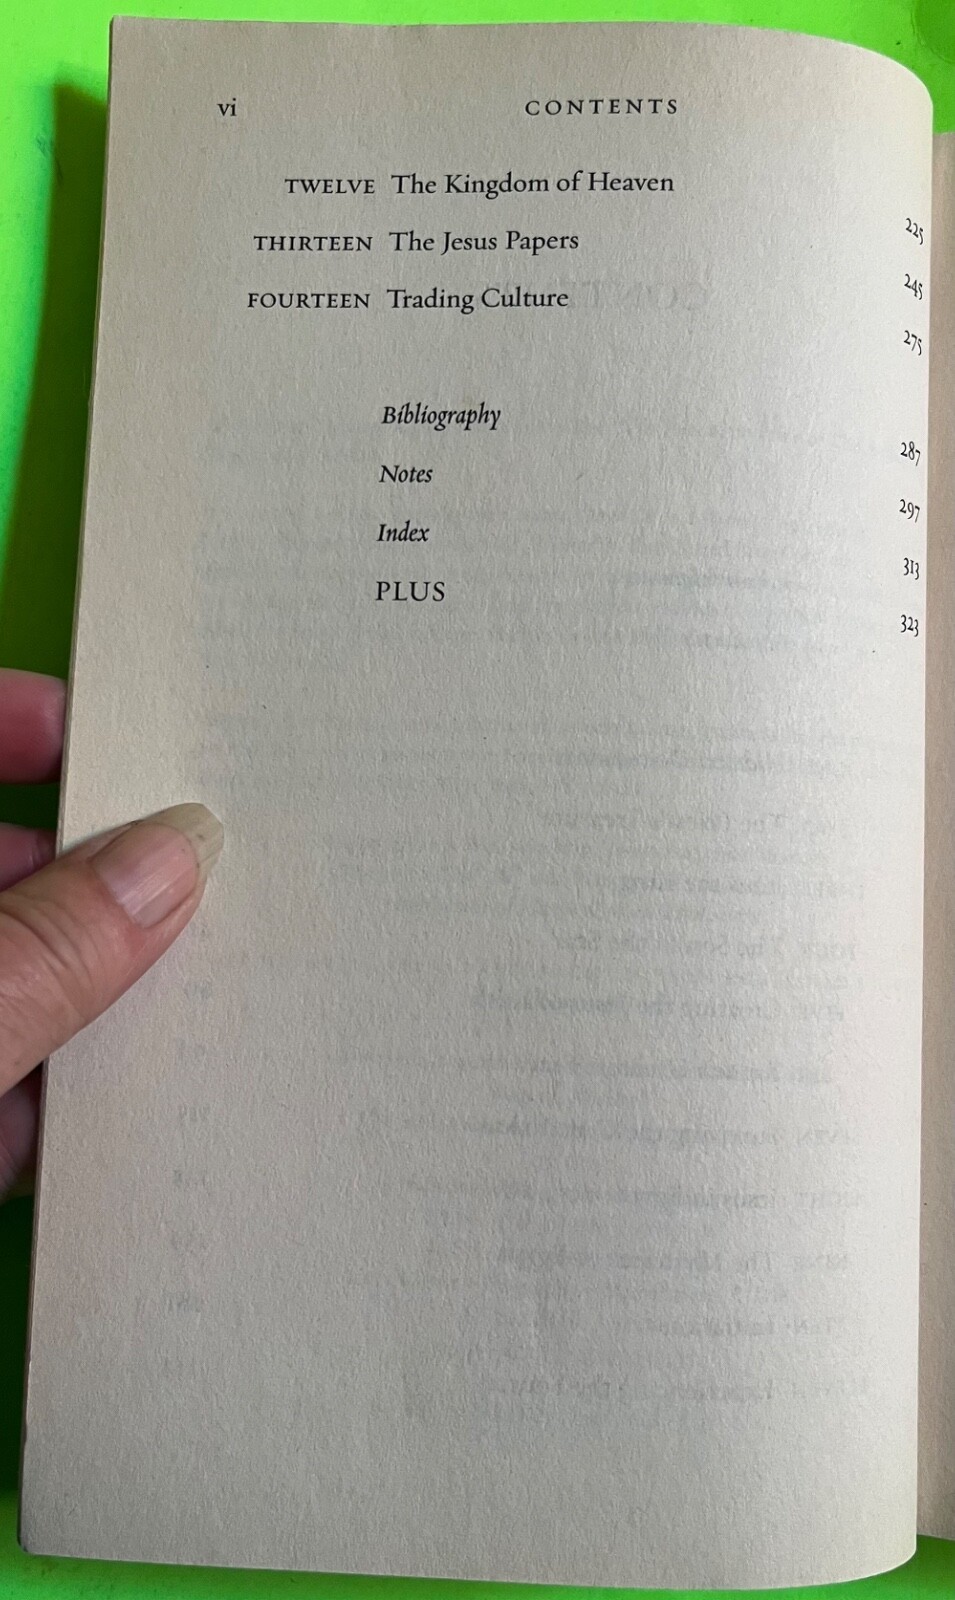 vi CONTENTS
TWELVE The Kingdom of Heaven 225
THIRTEEN The Jesus Papers 245
FOURTEEN Trading Culture 275
Bibliography 287
Notes 297
Index 313
PLUS 323